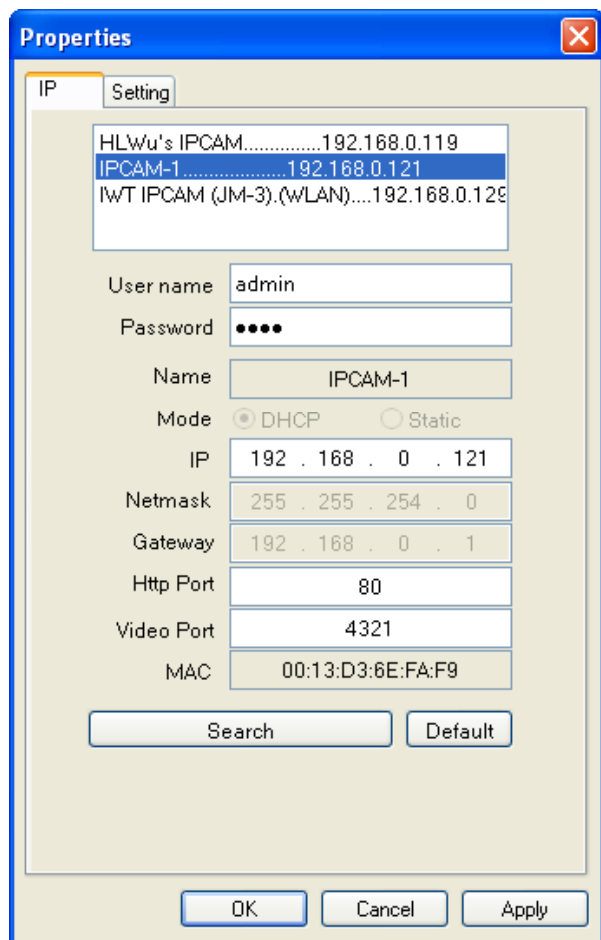 Properties
IP Setting
HLWu's IPCAM..............192.168.0.119
IPCAM-1....................192.168.0.121
IWT IPCAM (JM-3).(WLAN)....192.168.0.129
User name admin
Password ••••
Name IPCAM-1
Mode DHCP Static
IP 192 . 168 . 0 . 121
Netmask 255 . 255 . 254 . 0
Gateway 192 . 168 . 0 . 1
Http Port 80
Video Port 4321
MAC 00:13:D3:6E:FA:F9
Search Default
OK Cancel Apply